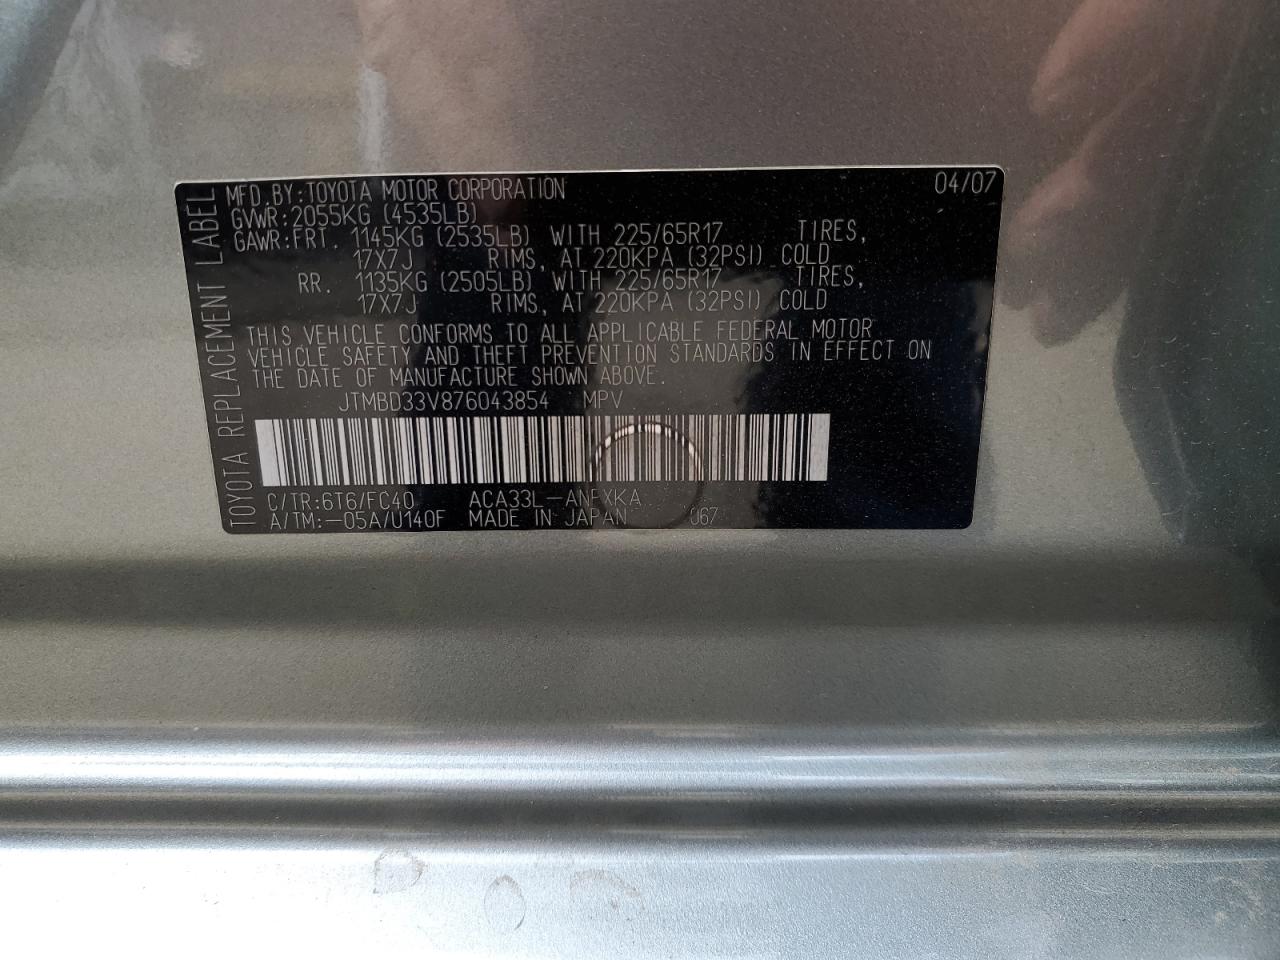 TOYOTA REPLACEMENT LABEL
MFD.BY:TOYOTA MOTOR CORPORATION 04/07
GVWR:2055KG (4535LB)
GAWR:FRT. 1145KG (2535LB) WITH 225/65R17 TIRES,
17X7J RIMS, AT 220KPA (32PSI) COLD
RR. 1135KG (2505LB) WITH 225/65R17 TIRES,
17X7J RIMS, AT 220KPA (32PSI) COLD
THIS VEHICLE CONFORMS TO ALL APPLICABLE FEDERAL MOTOR
VEHICLE SAFETY AND THEFT PREVENTION STANDARDS IN EFFECT ON
THE DATE OF MANUFACTURE SHOWN ABOVE.
JTMBD33V876043854 MPV
C/TR:6T6/FC40 ACA33L-ANPXKA
A/TM:-05A/U140F MADE IN JAPAN 067